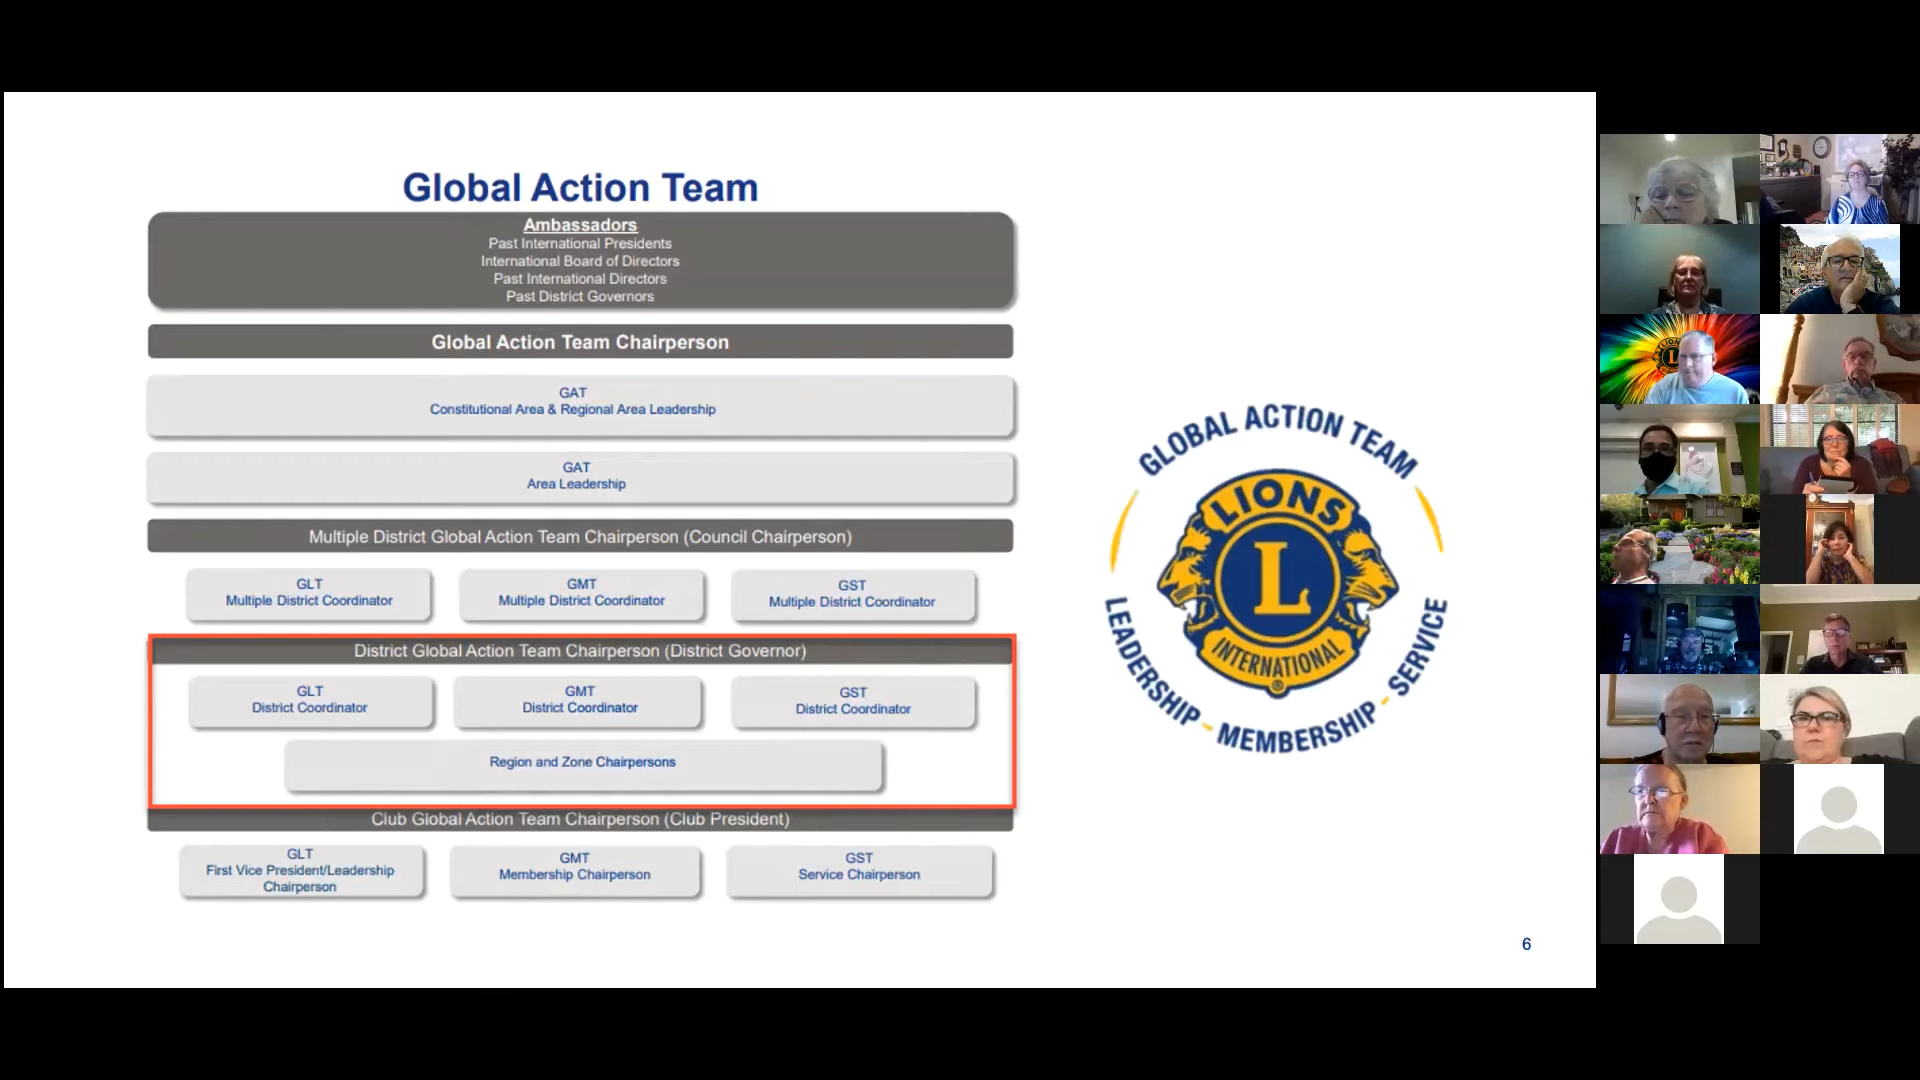 Global Action Team
Ambassadors
Past International Presidents
International Board of Directors
Past International Directors
Past District Governors
Global Action Team Chairperson
GAT
Constitutional Area & Regional Area Leadership
GAT
Area Leadership
Multiple District Global Action Team Chairperson (Council Chairperson)
GLT
Multiple District Coordinator
GMT
Multiple District Coordinator
GST
Multiple District Coordinator
District Global Action Team Chairperson (District Governor)
GLT
District Coordinator
GMT
District Coordinator
GST
District Coordinator
Region and Zone Chairpersons
Club Global Action Team Chairperson (Club President)
GLT
First Vice President/Leadership
Chairperson
GMT
Membership Chairperson
GST
Service Chairperson
GLOBAL ACTION TEAM
LIONS
L
INTERNATIONAL
®
LEADERSHIP - MEMBERSHIP - SERVICE
6
LIONS
L